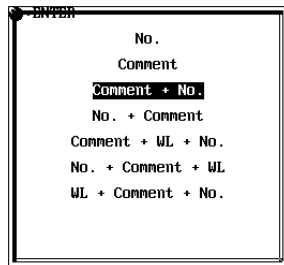 ENTER
No.
Comment
Comment + No.
No. + Comment
Comment + WL + No.
No. + Comment + WL
WL + Comment + No.